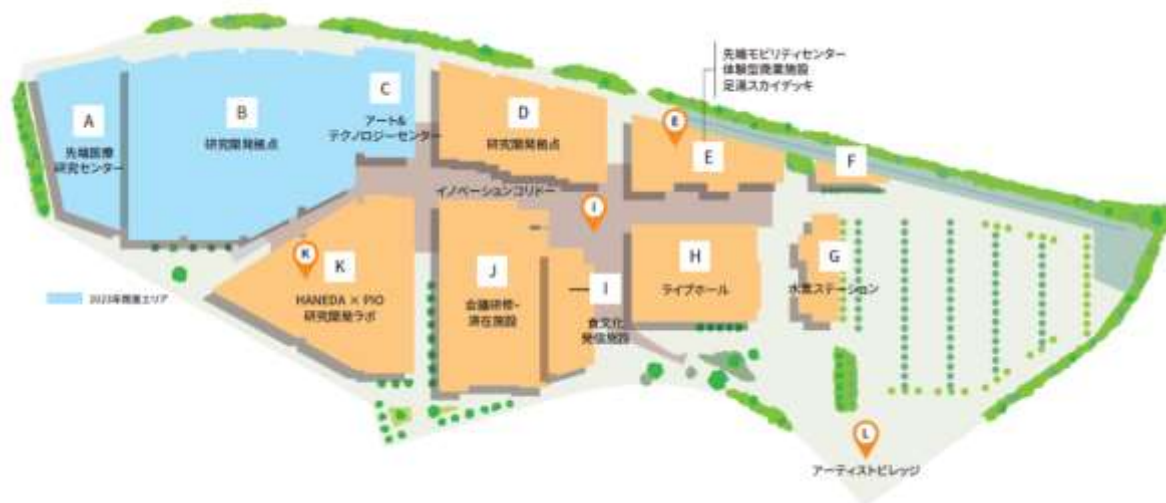 先端モビリティセンター
体験型商業施設
足湯スカイデッキ
A
先端医療
研究センター
B
研究開発拠点
C
アート&
テクノロジーセンター
D
研究開発拠点
E
E
F
イノベーションコリドー
I
K
K
HANEDA × PIO
研究開発ラボ
J
会議研修・
滞在施設
I
食文化
発信施設
H
ライブホール
G
水素ステーション
2023年開業エリア
L
アーティストビレッジ